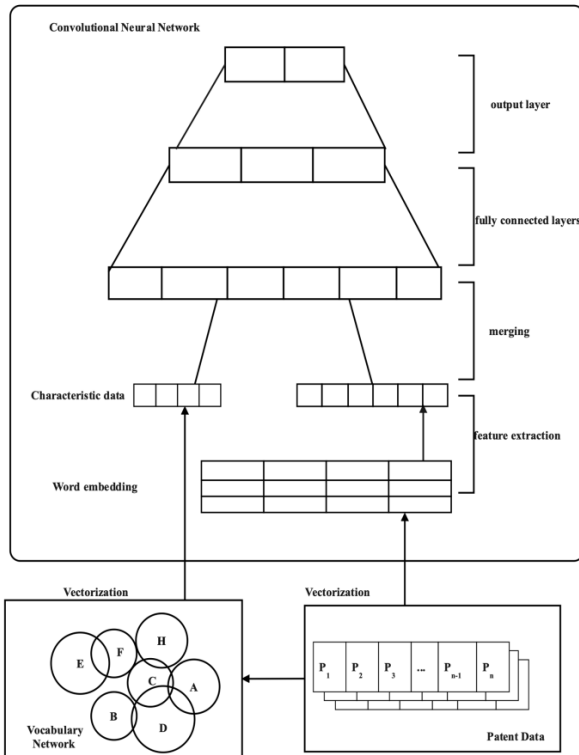 Convolutional Neural Network
output layer
fully connected layers
merging
Characteristic data
feature extraction
Word embedding
Vectorization
Vectorization
H
F
E
C
A
B
D
Vocabulary
Network
P1 P2 P3 ... Pn-1 Pn
Patent Data